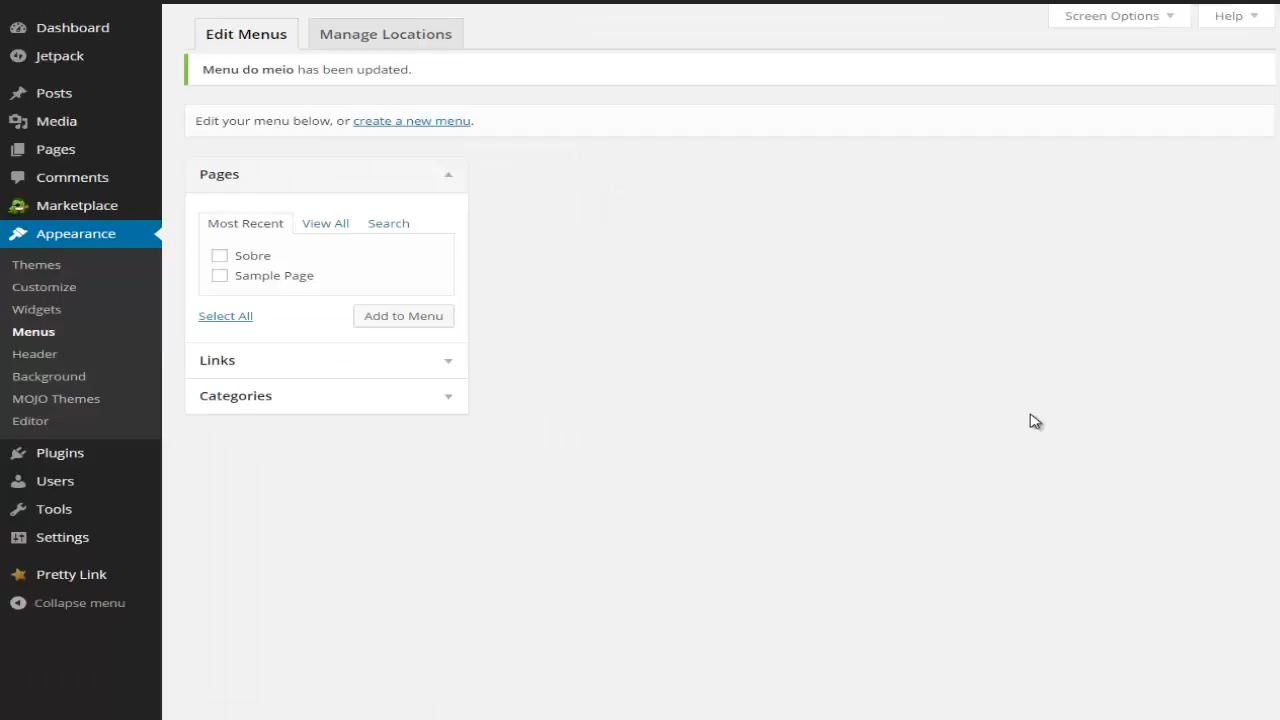 Dashboard
Jetpack
Posts
Media
Pages
Comments
Marketplace
Appearance
Themes
Customize
Widgets
Menus
Header
Background
MOJO Themes
Editor
Plugins
Users
Tools
Settings
Pretty Link
Collapse menu
Screen Options
Help
Edit Menus
Manage Locations
Menu do meio has been updated.
Edit your menu below, or create a new menu.
Pages
Most Recent
View All
Search
Sobre
Sample Page
Select All
Add to Menu
Links
Categories